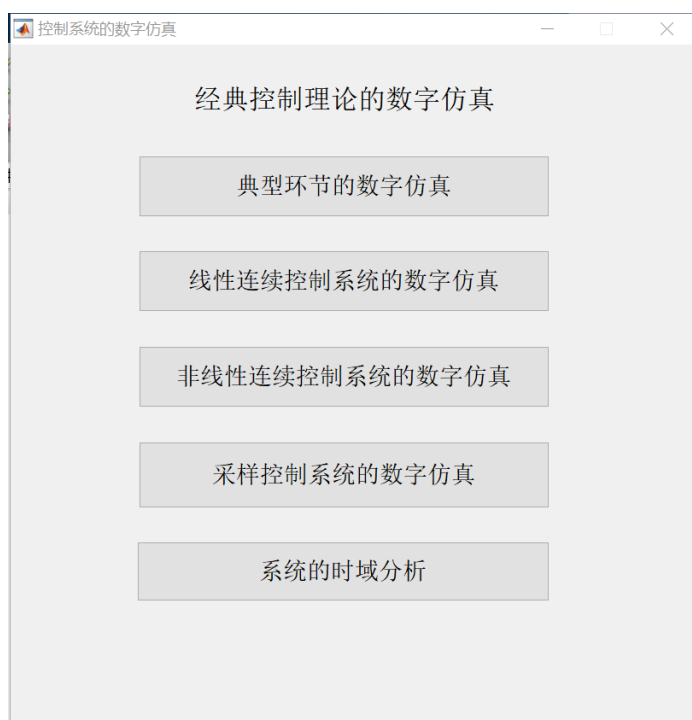 控制系统的数字仿真
经典控制理论的数字仿真
典型环节的数字仿真
线性连续控制系统的数字仿真
非线性连续控制系统的数字仿真
采样控制系统的数字仿真
系统的时域分析